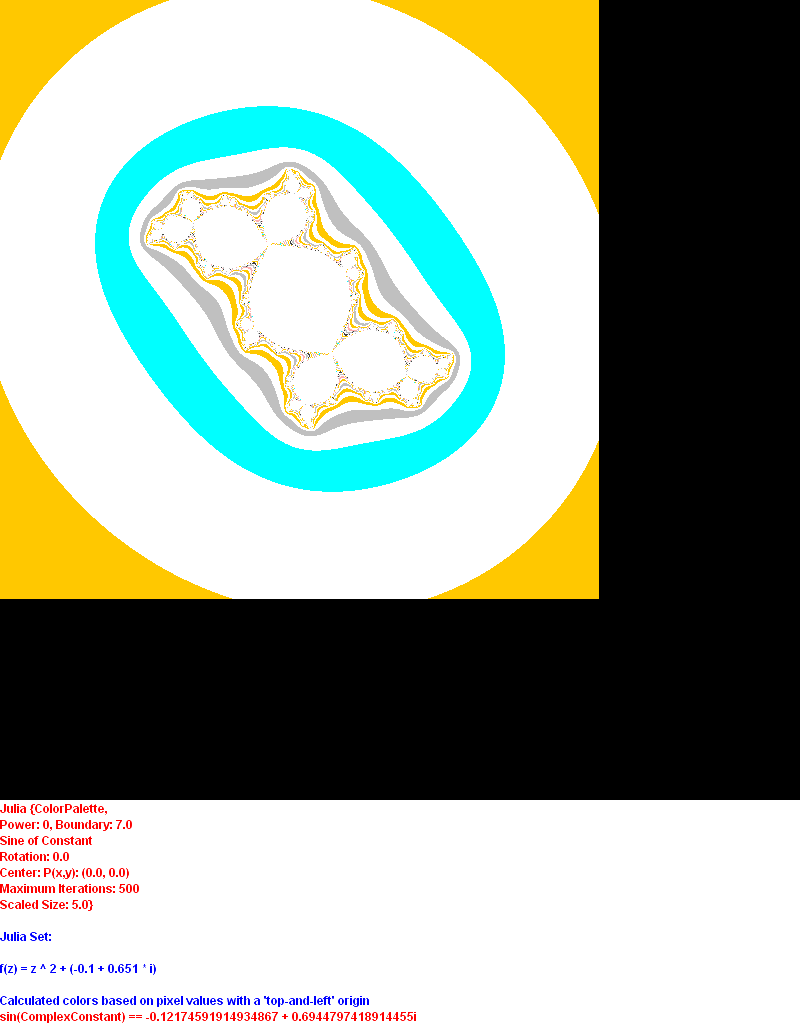 Julia {ColorPalette,
Power: 0, Boundary: 7.0
Sine of Constant
Rotation: 0.0
Center: P(x,y): (0.0, 0.0)
Maximum Iterations: 500
Scaled Size: 5.0}
Julia Set:
f(z) = z ^ 2 + (-0.1 + 0.651 * i)
Calculated colors based on pixel values with a 'top-and-left' origin
sin(ComplexConstant) == -0.12174591914934867 + 0.6944797418914455i